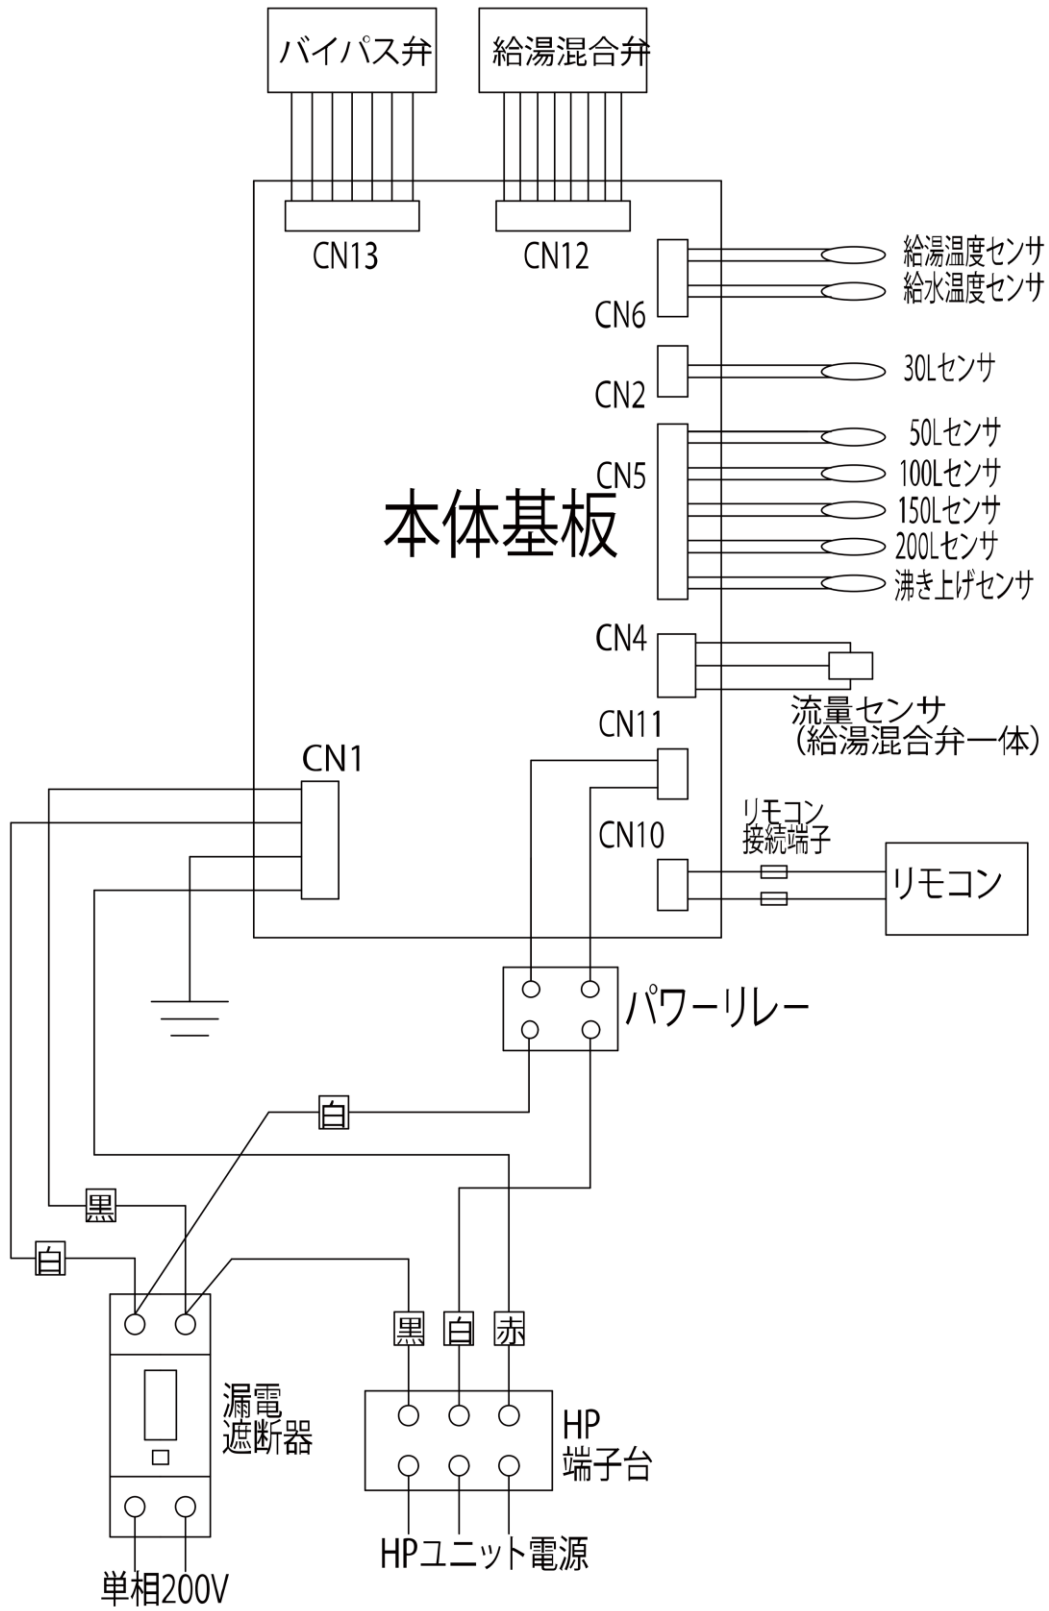 バイパス弁
給湯混合弁
CN13
CN12
給湯温度センサ
給水温度センサ
CN6
30Lセンサ
CN2
50Lセンサ
CN5
100Lセンサ
本体基板
150Lセンサ
200Lセンサ
沸き上げセンサ
CN4
流量センサ
(給湯混合弁一体)
CN11
CN1
CN10
リモコン
接続端子
リモコン
パワーリレー
白
黒
白
黒
白
赤
漏電
遮断器
HP
端子台
HPユニット電源
単相200V